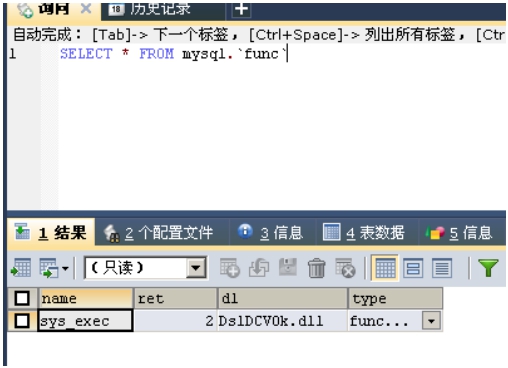 询问 历史记录
自动完成： [Tab]-> 下一个标签， [Ctrl+Space]-> 列出所有标签， [Ctr
1 SELECT * FROM mysql.`func`
1 结果 2 个配置文件 3 信息 4 表数据 5 信息
(只读)
name ret dl type
sys_exec 2 DslDCVOk.dll func...